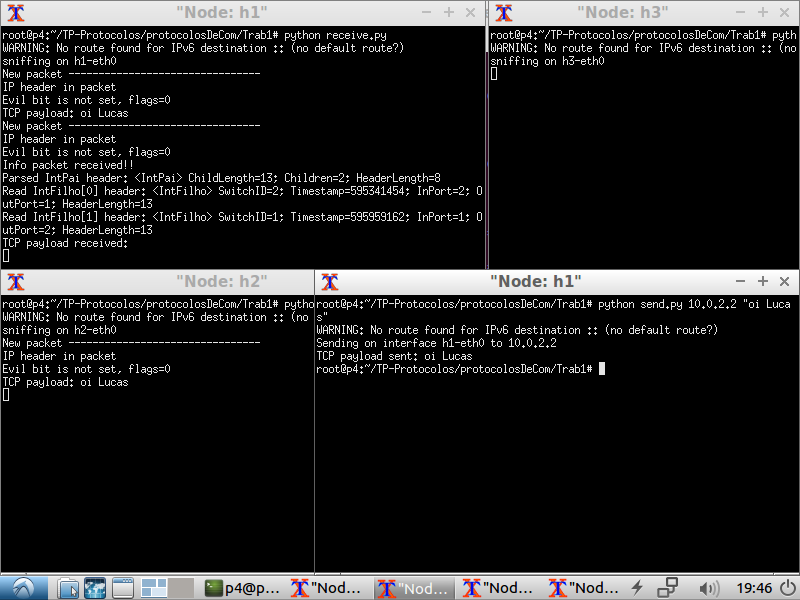 "Node: h1"
root@p4:~/TP-Protocolos/protocolosDeCom/Trab1# python receive.py
WARNING: No route found for IPv6 destination :: (no default route?)
sniffing on h1-eth0
New packet -------------------------------
IP header in packet
Evil bit is not set, flags=0
TCP payload: oi Lucas
New packet -------------------------------
IP header in packet
Evil bit is not set, flags=0
Info packet received!!
Parsed IntPai header: <IntPai> ChildLength=13; Children=2; HeaderLength=8
Read IntFilho[0] header: <IntFilho> SwitchID=2; Timestamp=595341454; InPort=2; O
utPort=1; HeaderLength=13
Read IntFilho[1] header: <IntFilho> SwitchID=1; Timestamp=595959162; InPort=1; O
utPort=2; HeaderLength=13
TCP payload received:
"Node: h3"
root@p4:~/TP-Protocolos/protocolosDeCom/Trab1# pyth
WARNING: No route found for IPv6 destination :: (no
sniffing on h3-eth0
"Node: h2"
root@p4:~/TP-Protocolos/protocolosDeCom/Trab1# pytho
WARNING: No route found for IPv6 destination :: (no
sniffing on h2-eth0
New packet -------------------------------
IP header in packet
Evil bit is not set, flags=0
TCP payload: oi Lucas
"Node: h1"
root@p4:~/TP-Protocolos/protocolosDeCom/Trab1# python send.py 10.0.2.2 "oi Luca
s"
WARNING: No route found for IPv6 destination :: (no default route?)
Sending on interface h1-eth0 to 10.0.2.2
TCP payload sent: oi Lucas
root@p4:~/TP-Protocolos/protocolosDeCom/Trab1#
p4@p... "Nod... "Nod... "Nod... "Nod... 19:46